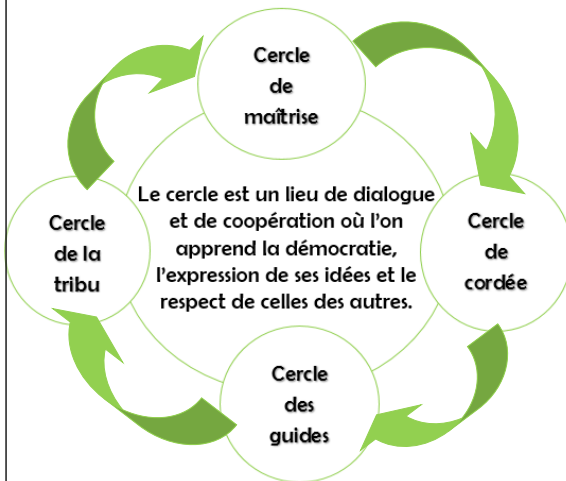 Cercle
de
maîtrise
Le cercle est un lieu de dialogue
et de coopération où l'on
apprend la démocratie,
l'expression de ses idées et le
respect de celles des autres.
Cercle
de la
tribu
Cercle
de
cordée
Cercle
des
guides